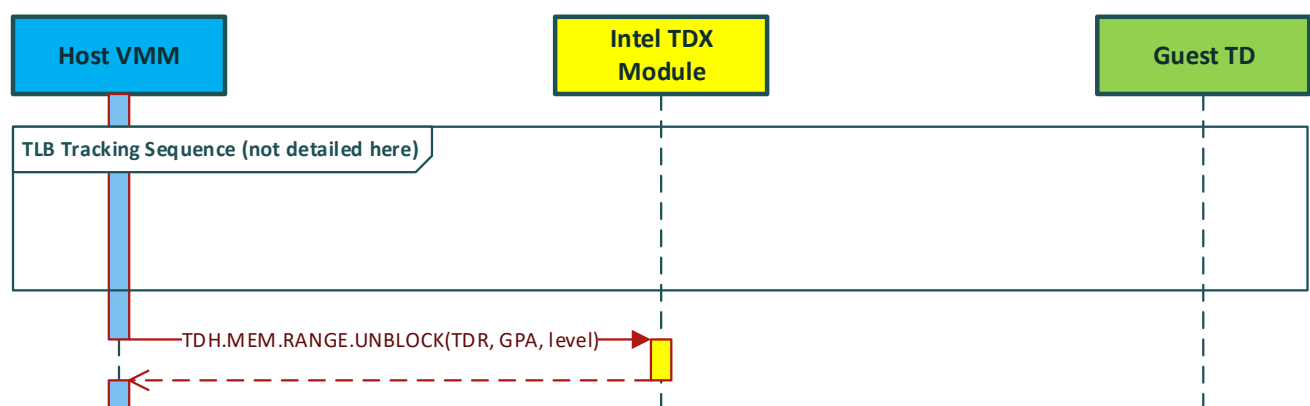 Host VMM
Intel TDX
Module
Guest TD
TLB Tracking Sequence (not detailed here)
TDH.MEM.RANGE.UNBLOCK(TDR, GPA, level)